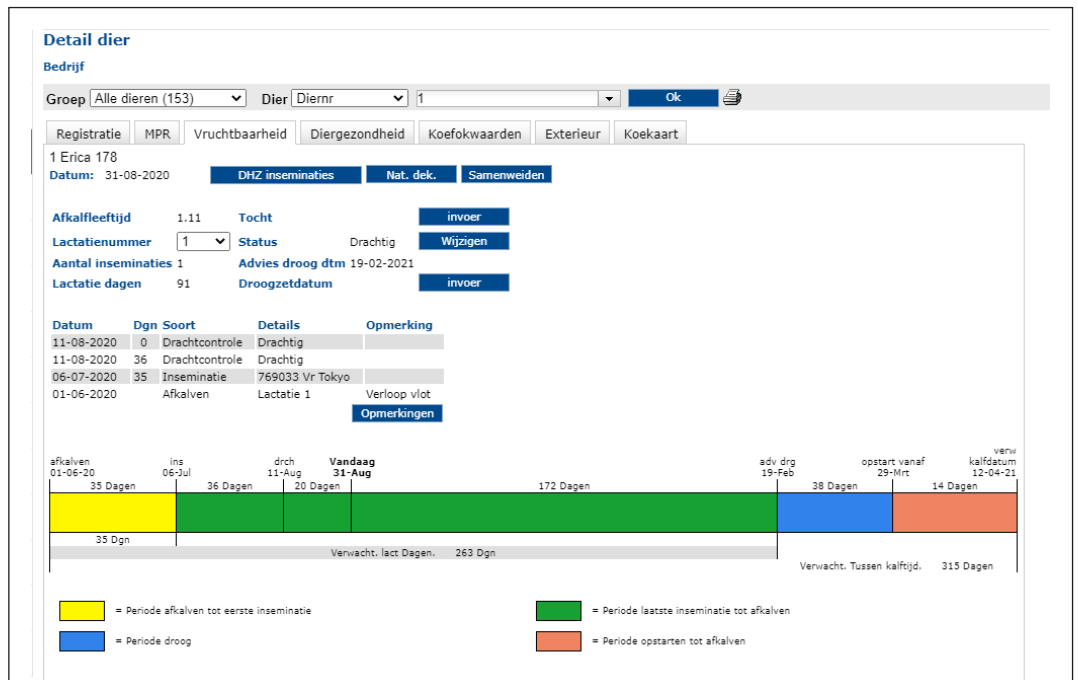 Detail dier
Bedrijf
Groep Alle dieren (153) Dier Diernr 1 Ok
Registratie MPR Vruchtbaarheid Diergezondheid Koefokwaarden Exterieur Koekaart
1 Erica 178
Datum: 31-08-2020 DHZ inseminaties Nat. dek. Samenweiden
Afkalfleeftijd 1.11 Tocht invoer
Lactatienummer 1 Status Drachtig Wijzigen
Aantal inseminaties 1 Advies droog dtm 19-02-2021
Lactatie dagen 91 Droogzetdatum invoer
Datum Dgn Soort Details Opmerking
11-08-2020 0 Drachtcontrole Drachtig
11-08-2020 36 Drachtcontrole Drachtig
06-07-2020 35 Inseminatie 769033 Vr Tokyo
01-06-2020 Afkalven Lactatie 1 Verloop vlot
Opmerkingen
verw
afkalven ins drch Vandaag adv drg opstart vanaf kalfdatum
01-06-20 06-Jul 11-Aug 31-Aug 19-Feb 29-Mrt 12-04-21
35 Dagen 36 Dagen 20 Dagen 172 Dagen 38 Dagen 14 Dagen
35 Dgn
Verwacht. lact Dagen. 263 Dgn
Verwacht. Tussen kalftijd. 315 Dagen
= Periode afkalven tot eerste inseminatie = Periode laatste inseminatie tot afkalven
= Periode droog = Periode opstarten tot afkalven